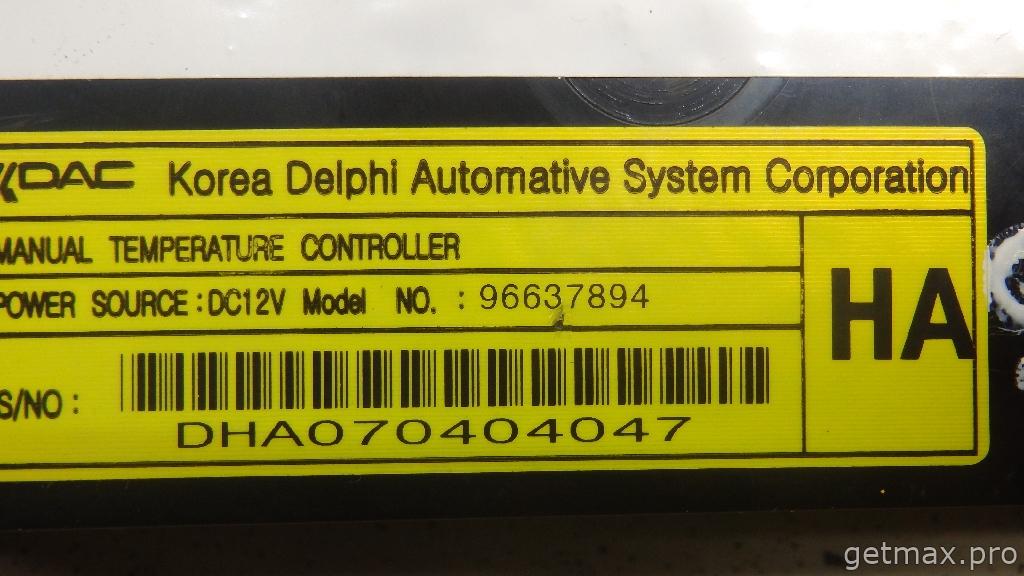 KDAC Korea Delphi Automative System Corporation
MANUAL TEMPERATURE CONTROLLER
POWER SOURCE : DC12V Model NO. : 96637894
HA
S/NO :
DHA070404047
getmax.pro